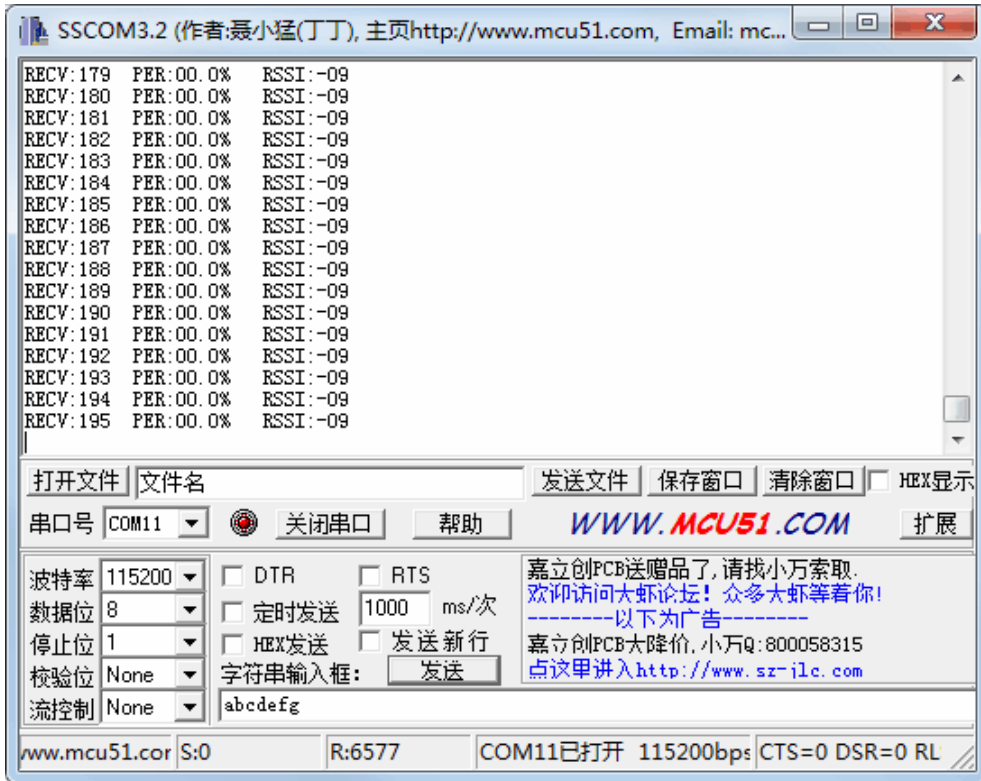 SSCOM3.2 (作者:聂小猛(丁丁), 主页http://www.mcu51.com, Email: mc...
RECV:179 PER:00.0% RSSI:-09
RECV:180 PER:00.0% RSSI:-09
RECV:181 PER:00.0% RSSI:-09
RECV:182 PER:00.0% RSSI:-09
RECV:183 PER:00.0% RSSI:-09
RECV:184 PER:00.0% RSSI:-09
RECV:185 PER:00.0% RSSI:-09
RECV:186 PER:00.0% RSSI:-09
RECV:187 PER:00.0% RSSI:-09
RECV:188 PER:00.0% RSSI:-09
RECV:189 PER:00.0% RSSI:-09
RECV:190 PER:00.0% RSSI:-09
RECV:191 PER:00.0% RSSI:-09
RECV:192 PER:00.0% RSSI:-09
RECV:193 PER:00.0% RSSI:-09
RECV:194 PER:00.0% RSSI:-09
RECV:195 PER:00.0% RSSI:-09
打开文件 文件名 发送文件 保存窗口 清除窗口 HEX显示
串口号 COM11 关闭串口 帮助 WWW.MCU51.COM 扩展
波特率 115200 DTR RTS
数据位 8 定时发送 1000 ms/次
停止位 1 HEX发送 发送新行
校验位 None 字符串输入框: 发送
流控制 None abcdefg
嘉立创PCB送赠品了,请找小万索取.
欢迎访问大虾论坛! 众多大虾等着你!
--------以下为广告--------
嘉立创PCB大降价,小万Q:800058315
点这里进入http://www.sz-jlc.com
www.mcu51.cor S:0 R:6577 COM11已打开 115200bps CTS=0 DSR=0 RL